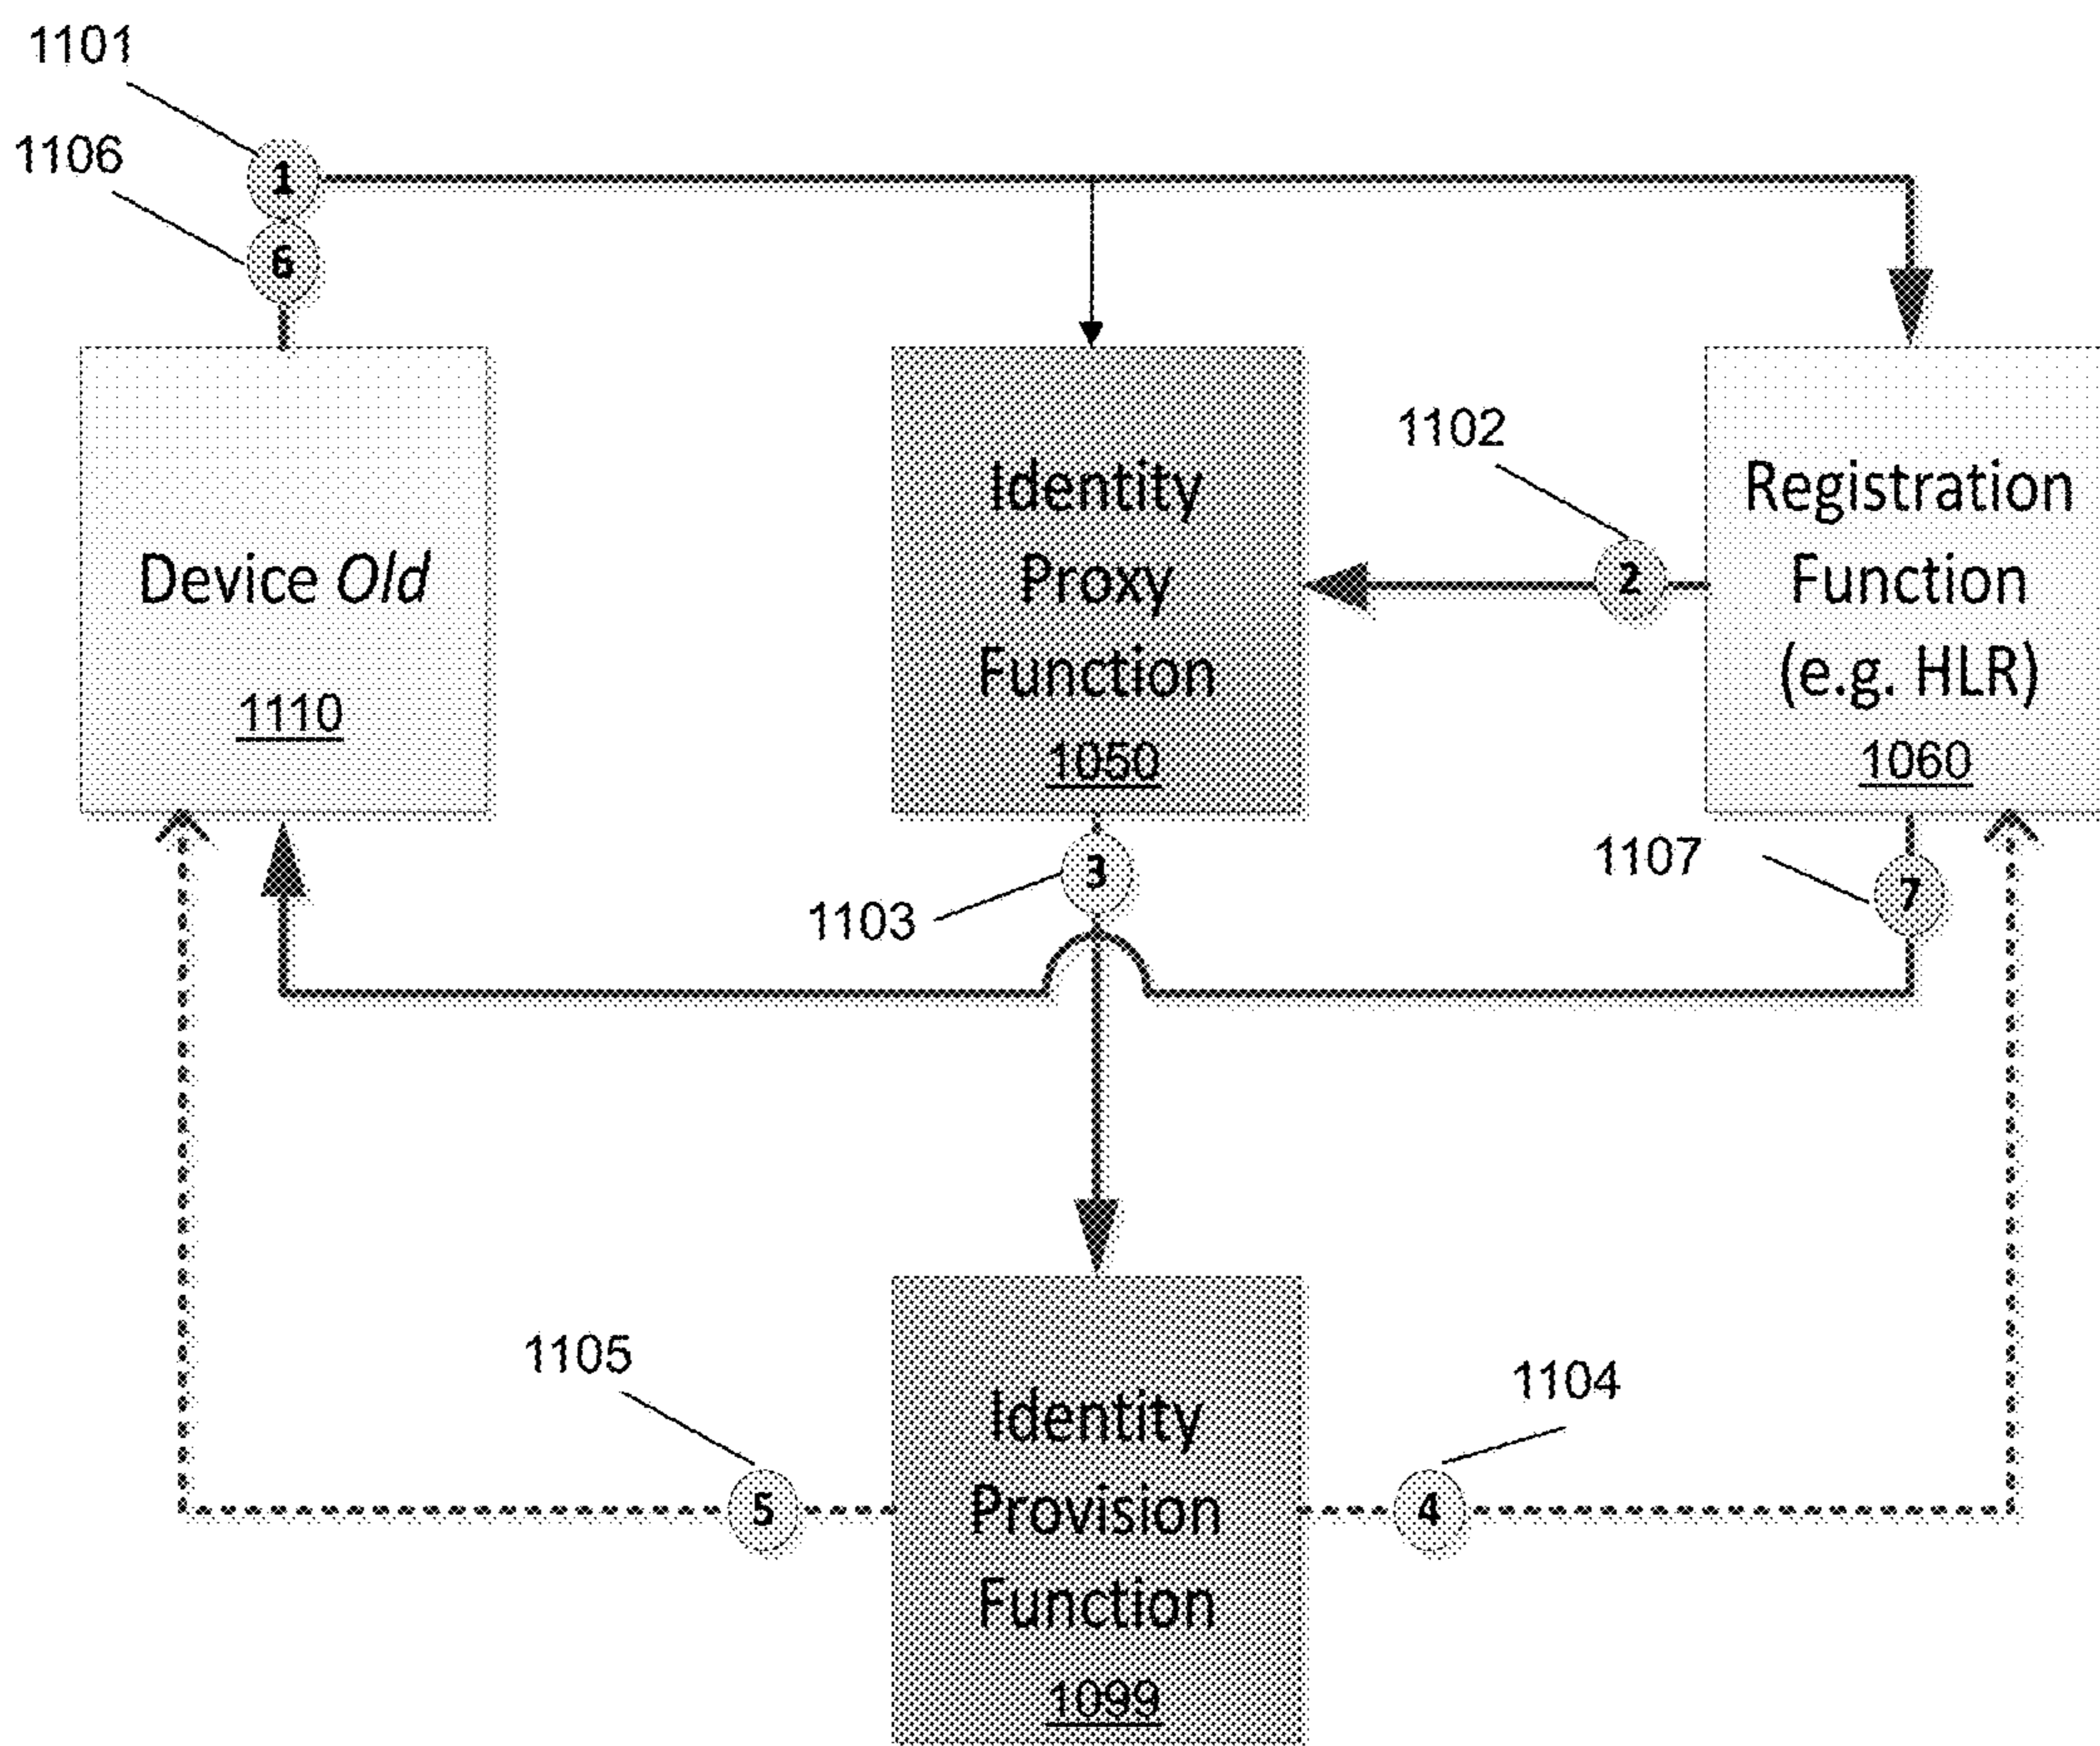 1101
1106
1
6
1102
Device Old
1110
Identity
Proxy
Function
1050
2
Registration
Function
(e.g. HLR)
1060
1103
3
1107
7
1105
5
1104
4
Identity
Provision
Function
1099